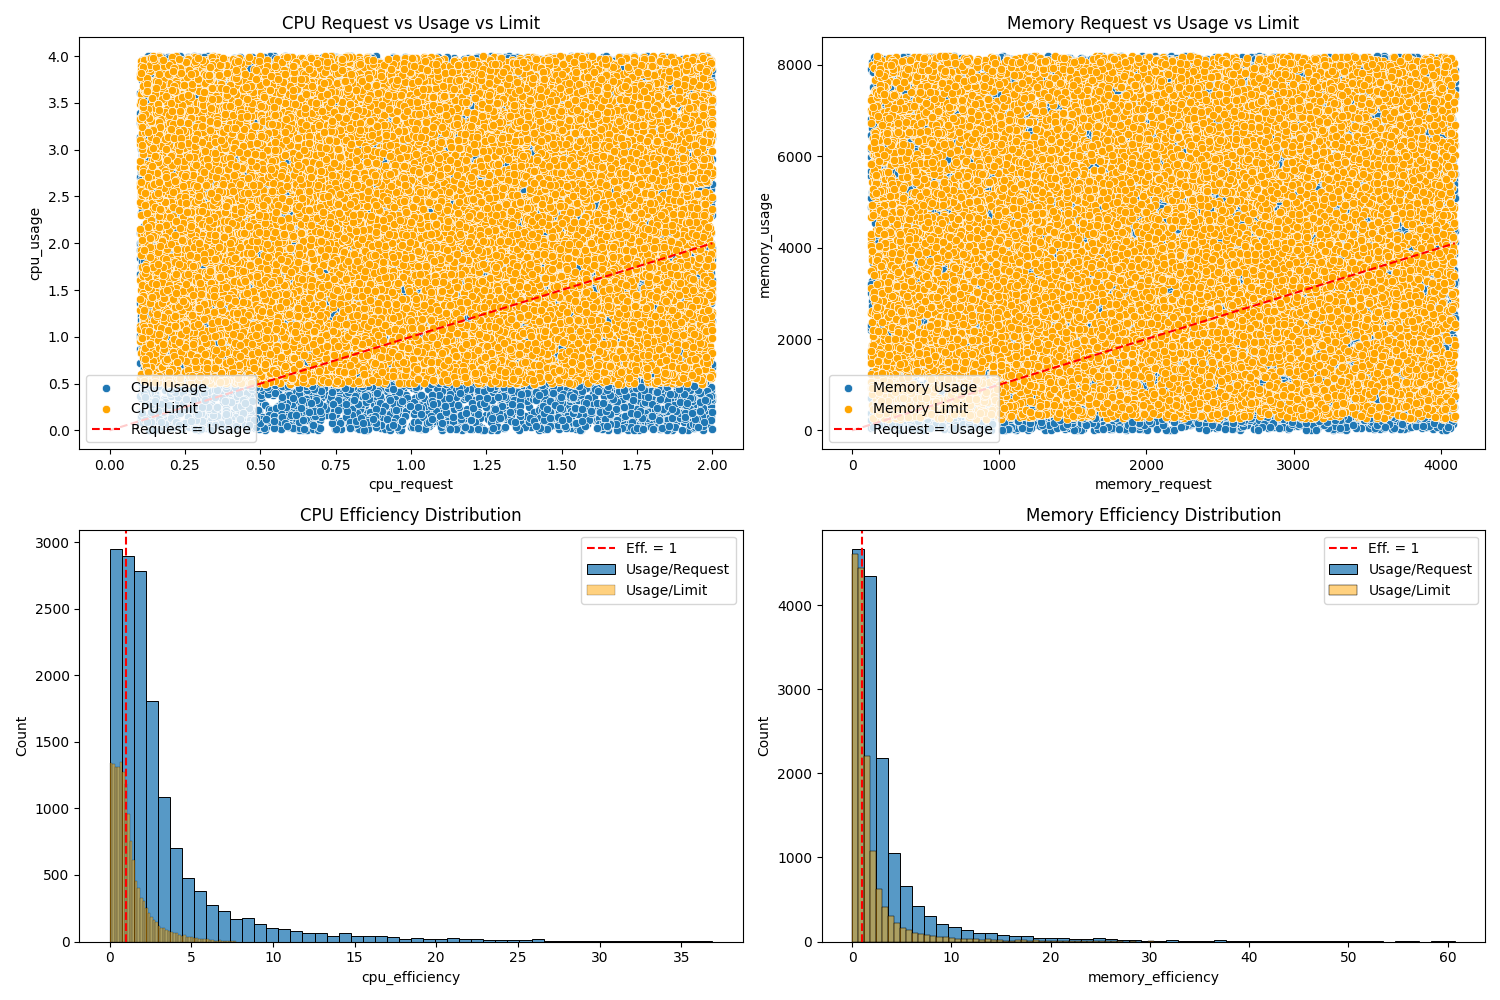 CPU Request vs Usage vs Limit
4.0
3.5
3.0
2.5
2.0
1.5
1.0
0.5
0.0
cpu_usage
CPU Usage
CPU Limit
Request = Usage
0.00 0.25 0.50 0.75 1.00 1.25 1.50 1.75 2.00
cpu_request
Memory Request vs Usage vs Limit
8000
6000
4000
2000
0
memory_usage
Memory Usage
Memory Limit
Request = Usage
0 1000 2000 3000 4000
memory_request
CPU Efficiency Distribution
3000
2500
2000
1500
1000
500
0
Count
Eff. = 1
Usage/Request
Usage/Limit
0 5 10 15 20 25 30 35
cpu_efficiency
Memory Efficiency Distribution
4000
3000
2000
1000
0
Count
Eff. = 1
Usage/Request
Usage/Limit
0 10 20 30 40 50 60
memory_efficiency